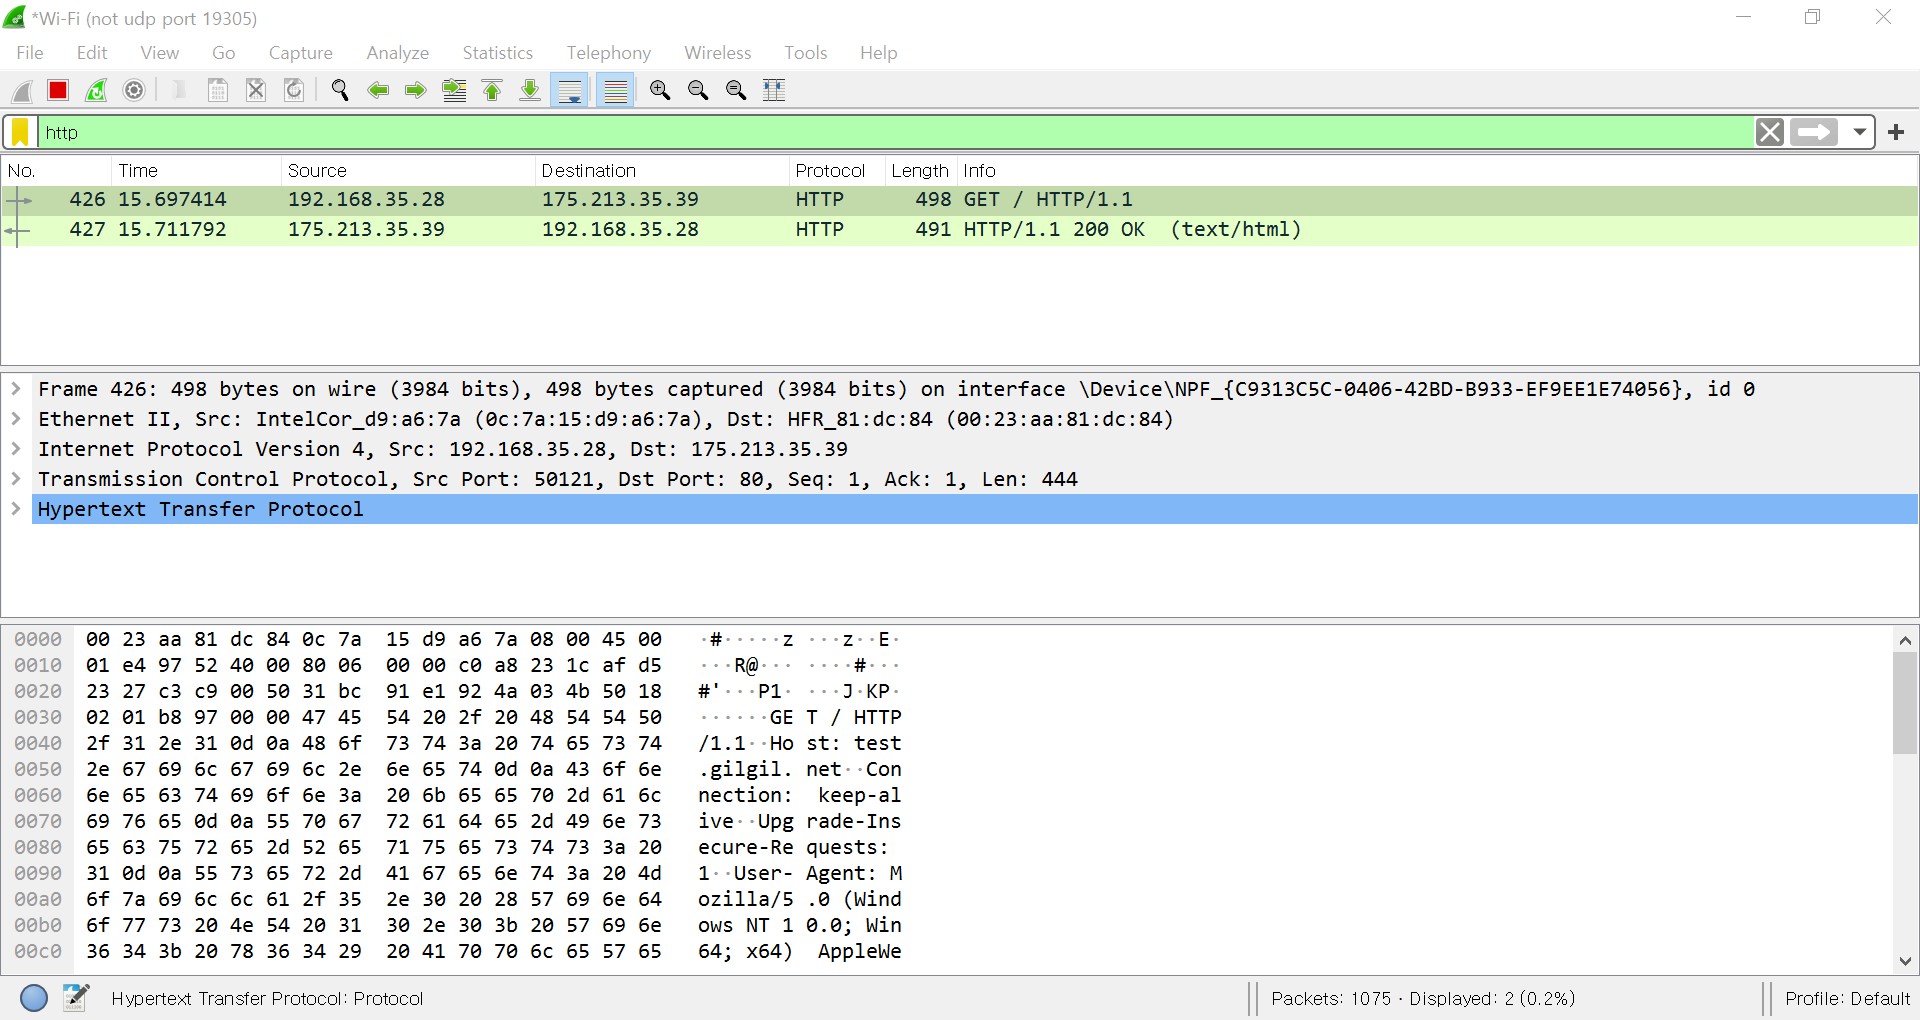 *Wi-Fi (not udp port 19305)
File Edit View Go Capture Analyze Statistics Telephony Wireless Tools Help
http
No. Time Source Destination Protocol Length Info
426 15.697414 192.168.35.28 175.213.35.39 HTTP 498 GET / HTTP/1.1
427 15.711792 175.213.35.39 192.168.35.28 HTTP 491 HTTP/1.1 200 OK (text/html)
Frame 426: 498 bytes on wire (3984 bits), 498 bytes captured (3984 bits) on interface \Device\NPF_{C9313C5C-0406-42BD-B933-EF9EE1E74056}, id 0
Ethernet II, Src: IntelCor_d9:a6:7a (0c:7a:15:d9:a6:7a), Dst: HFR_81:dc:84 (00:23:aa:81:dc:84)
Internet Protocol Version 4, Src: 192.168.35.28, Dst: 175.213.35.39
Transmission Control Protocol, Src Port: 50121, Dst Port: 80, Seq: 1, Ack: 1, Len: 444
Hypertext Transfer Protocol
0000 00 23 aa 81 dc 84 0c 7a 15 d9 a6 7a 08 00 45 00 ·#·····z ···z··E·
0010 01 e4 97 52 40 00 80 06 00 00 c0 a8 23 1c af d5 ···R@··· ····#···
0020 23 27 c3 c9 00 50 31 bc 91 e1 92 4a 03 4b 50 18 #'···P1· ···J·KP·
0030 02 01 b8 97 00 00 47 45 54 20 2f 20 48 54 54 50 ······GE T / HTTP
0040 2f 31 2e 31 0d 0a 48 6f 73 74 3a 20 74 65 73 74 /1.1··Ho st: test
0050 2e 67 69 6c 67 69 6c 2e 6e 65 74 0d 0a 43 6f 6e .gilgil. net··Con
0060 6e 65 63 74 69 6f 6e 3a 20 6b 65 65 70 2d 61 6c nection: keep-al
0070 69 76 65 0d 0a 55 70 67 72 61 64 65 2d 49 6e 73 ive··Upg rade-Ins
0080 65 63 75 72 65 2d 52 65 71 75 65 73 74 73 3a 20 ecure-Re quests:
0090 31 0d 0a 55 73 65 72 2d 41 67 65 6e 74 3a 20 4d 1··User- Agent: M
00a0 6f 7a 69 6c 6c 61 2f 35 2e 30 20 28 57 69 6e 64 ozilla/5 .0 (Wind
00b0 6f 77 73 20 4e 54 20 31 30 2e 30 3b 20 57 69 6e ows NT 1 0.0; Win
00c0 36 34 3b 20 78 36 34 29 20 41 70 70 6c 65 57 65 64; x64) AppleWe
Hypertext Transfer Protocol: Protocol Packets: 1075 · Displayed: 2 (0.2%) Profile: Default